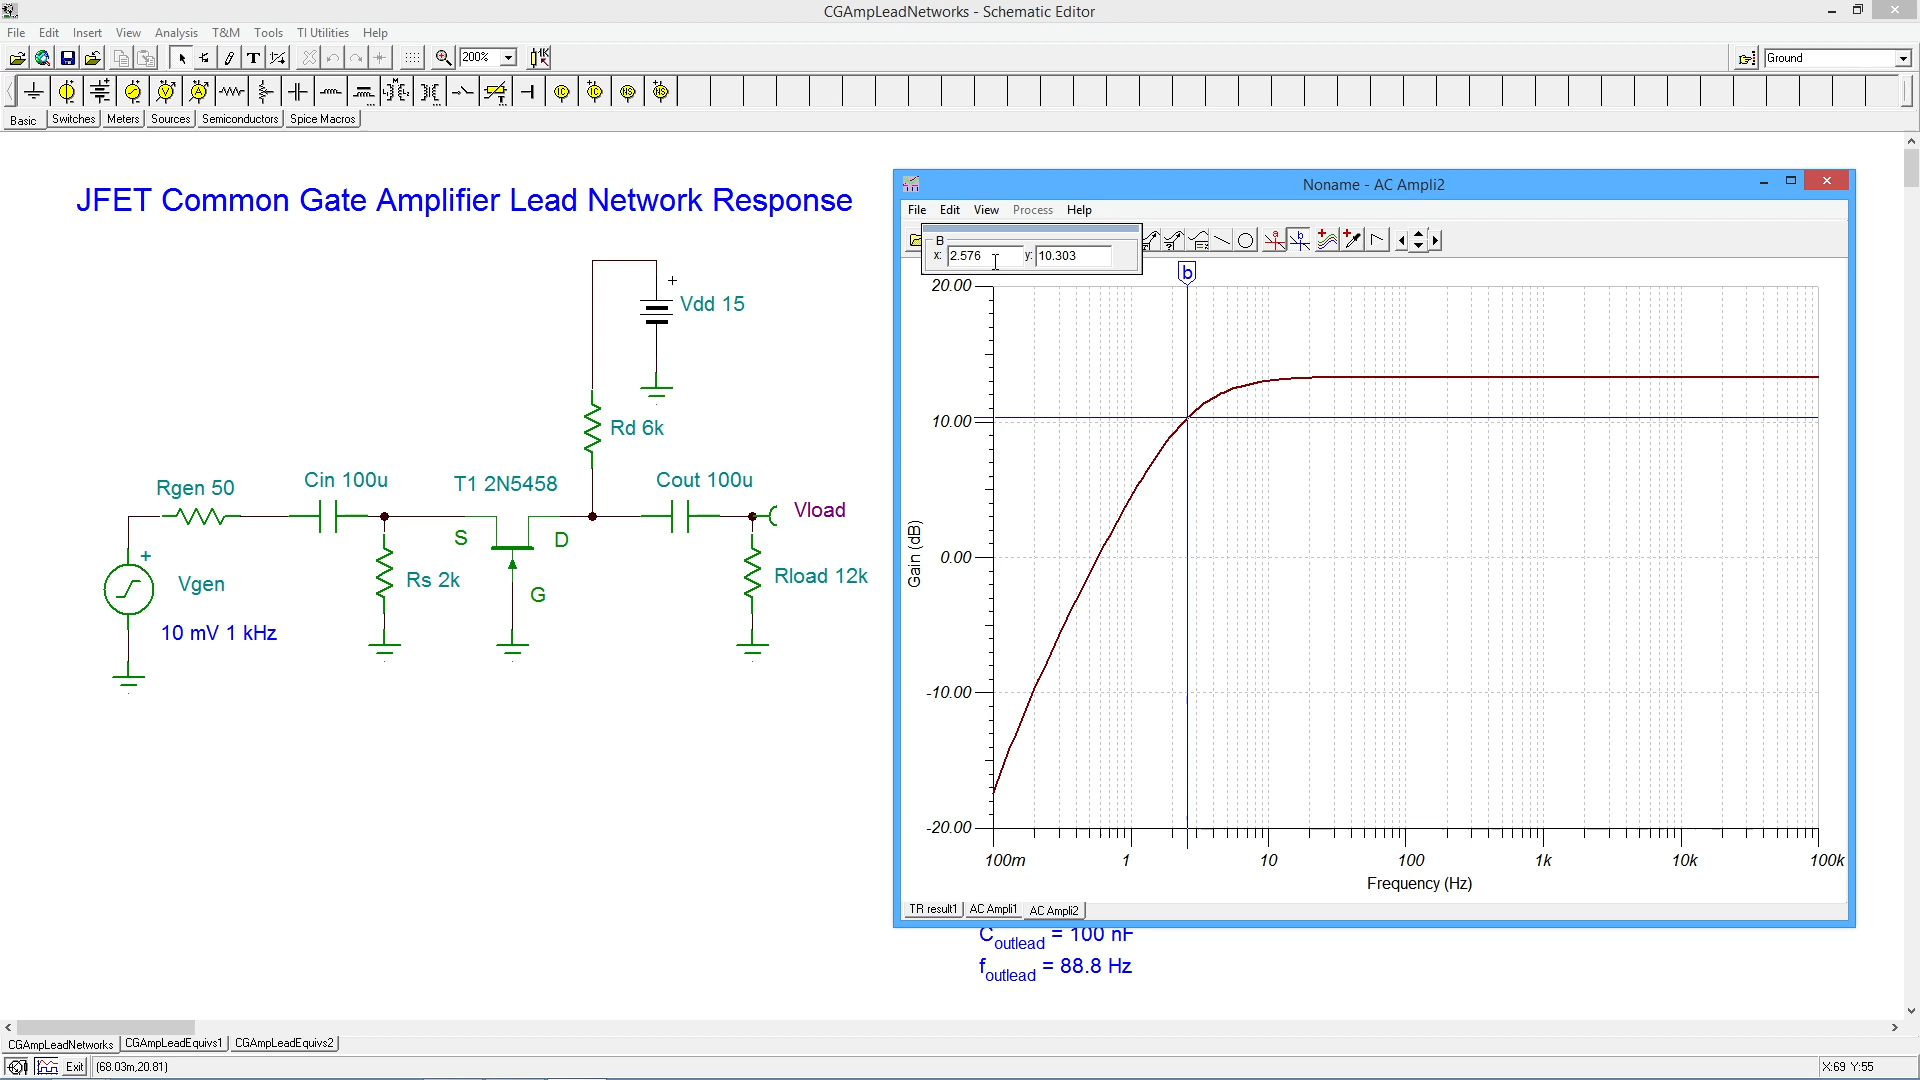 CGAmpLeadNetworks - Schematic Editor
File Edit Insert View Analysis T&M Tools TI Utilities Help
200% Ground
Basic Switches Meters Sources Semiconductors Spice Macros
JFET Common Gate Amplifier Lead Network Response
+
Vdd 15
Rd 6k
Rgen 50
Cin 100u
T1 2N5458
Cout 100u
Vload
S
D
+
Vgen
Rs 2k
G
Rload 12k
10 mV 1 kHz
Noname - AC Ampli2
File Edit View Process Help
B
x: 2.576 y: 10.303
a b
b
20.00
10.00
0.00
-10.00
-20.00
Gain (dB)
100m 1 10 100 1k 10k 100k
Frequency (Hz)
TR result1 AC Ampli1 AC Ampli2
Coutlead = 100 nF
foutlead = 88.8 Hz
CGAmpLeadNetworks CGAmpLeadEquivs1 CGAmpLeadEquivs2
Exit (68.03m,20.81) X:69 Y:55